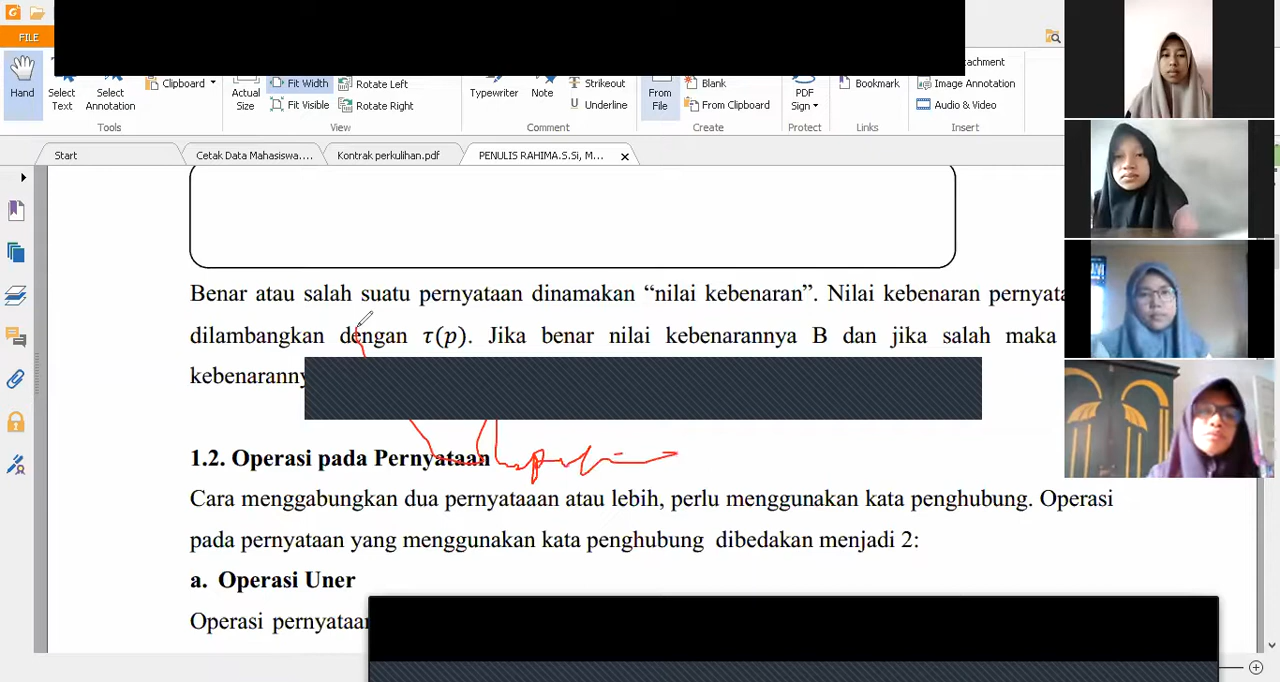 FILE
Hand
Select Text
Select Annotation
Clipboard
Tools
Actual Size
Fit Width
Fit Visible
Rotate Left
Rotate Right
View
Typewriter
Note
Strikeout
Underline
Comment
From File
Blank
From Clipboard
Create
PDF Sign
Protect
Bookmark
Links
Image Annotation
Audio & Video
Insert
Start
Cetak Data Mahasiswa....
Kontrak perkulihan.pdf
PENULIS RAHIMA.S.Si, M...
Benar atau salah suatu pernyataan dinamakan “nilai kebenaran”. Nilai kebenaran
dilambangkan dengan τ(p). Jika benar nilai kebenarannya B dan jika salah maka
1.2. Operasi pada Pernyataan
Cara menggabungkan dua pernyataaan atau lebih, perlu menggunakan kata penghubung. Operasi
pada pernyataan yang menggunakan kata penghubung dibedakan menjadi 2:
a. Operasi Uner
Operasi